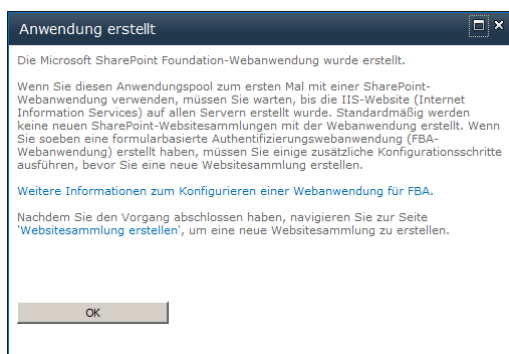 Anwendung erstellt
Die Microsoft SharePoint Foundation-Webanwendung wurde erstellt.
Wenn Sie diesen Anwendungspool zum ersten Mal mit einer SharePoint-
Webanwendung verwenden, müssen Sie warten, bis die IIS-Website (Internet
Information Services) auf allen Servern erstellt wurde. Standardmäßig werden
keine neuen SharePoint-Websitesammlungen mit der Webanwendung erstellt. Wenn
Sie soeben eine formularbasierte Authentifizierungswebanwendung (FBA-
Webanwendung) erstellt haben, müssen Sie einige zusätzliche Konfigurationsschritte
ausführen, bevor Sie eine neue Websitesammlung erstellen.
Weitere Informationen zum Konfigurieren einer Webanwendung für FBA.
Nachdem Sie den Vorgang abschlossen haben, navigieren Sie zur Seite
'Websitesammlung erstellen', um eine neue Websitesammlung zu erstellen.
OK